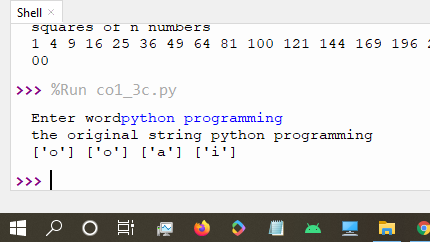 Shell ×
squares of n numbers
1 4 9 16 25 36 49 64 81 100 121 144 169 196
00
>>> %Run co1_3c.py
Enter wordpython programming
the original string python programming
['o'] ['o'] ['a'] ['i']
>>>